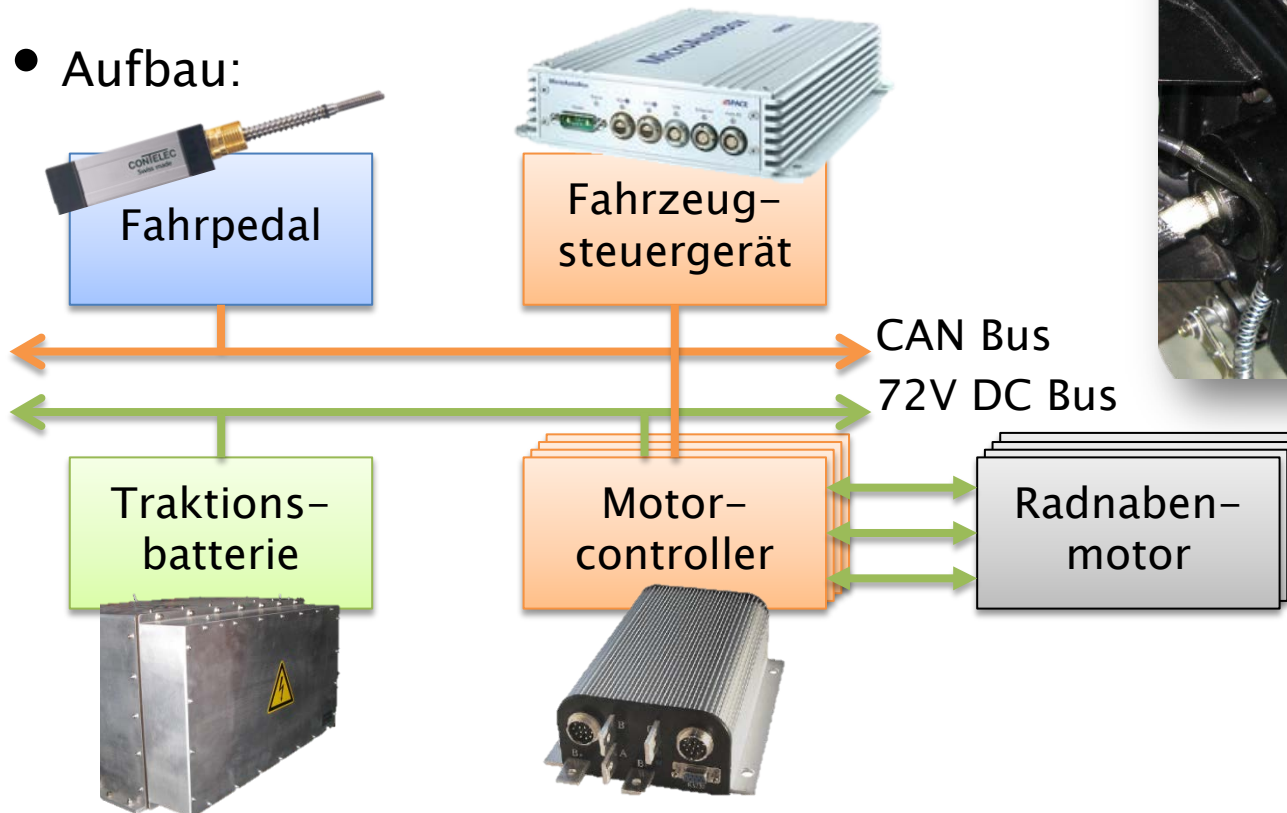 • Aufbau:
MicroAutoBox
MicroAutoBox
dSPACE
CONTELEC
Swiss made
Fahrpedal
Fahrzeug-
steuergerät
CAN Bus
72V DC Bus
Traktions-
batterie
Motor-
controller
Radnaben-
motor